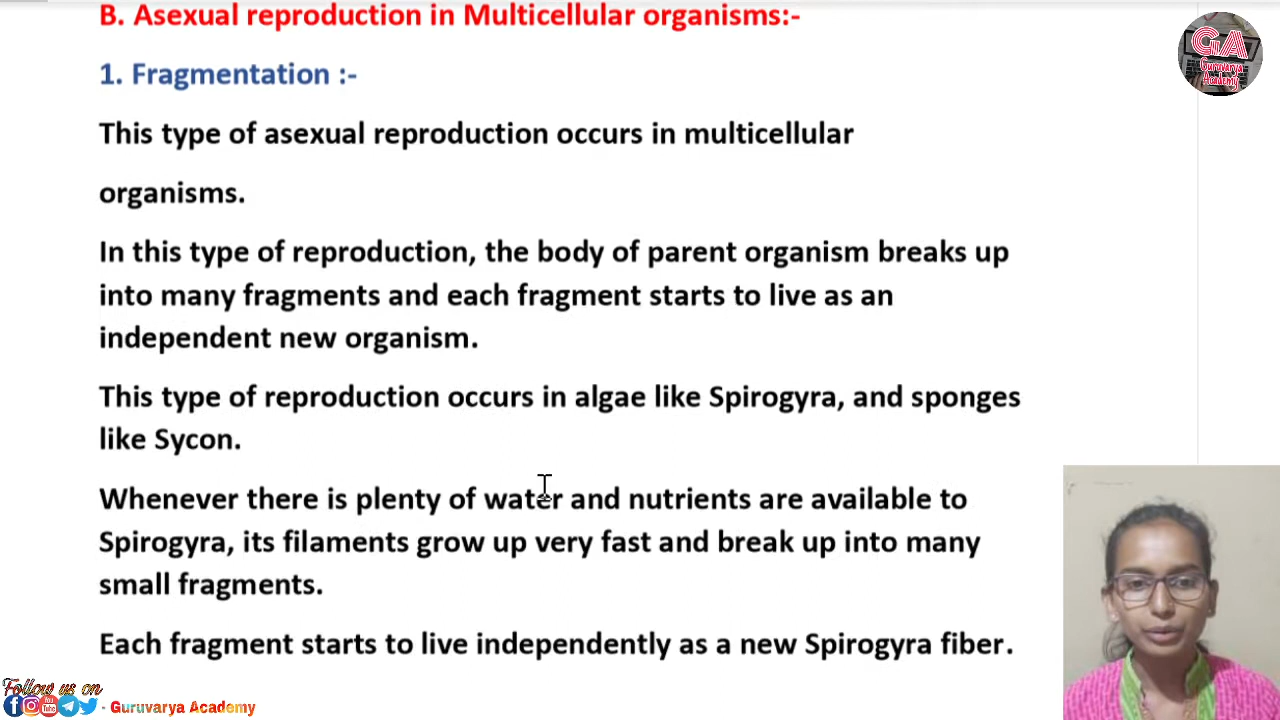 B. Asexual reproduction in Multicellular organisms:-
1. Fragmentation :-
This type of asexual reproduction occurs in multicellular
organisms.
In this type of reproduction, the body of parent organism breaks up
into many fragments and each fragment starts to live as an
independent new organism.
This type of reproduction occurs in algae like Spirogyra, and sponges
like Sycon.
Whenever there is plenty of water and nutrients are available to
Spirogyra, its filaments grow up very fast and break up into many
small fragments.
Each fragment starts to live independently as a new Spirogyra fiber.
GA
Guruvarya
Academy
Follow us on
- Guruvarya Academy